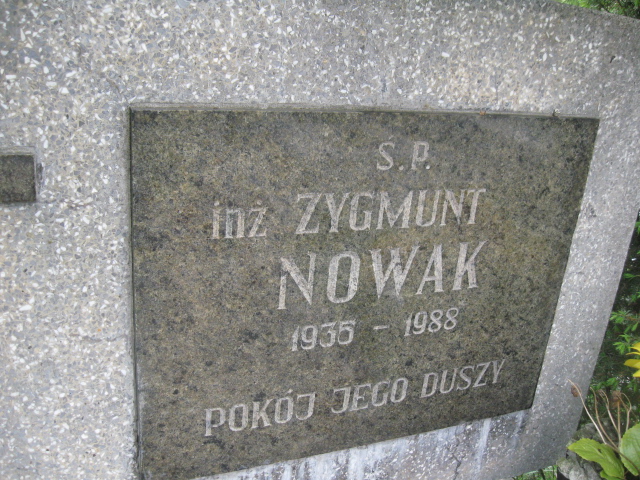 Ś.P.
inż ZYGMUNT
NOWAK
1935 - 1988
POKÓJ JEGO DUSZY